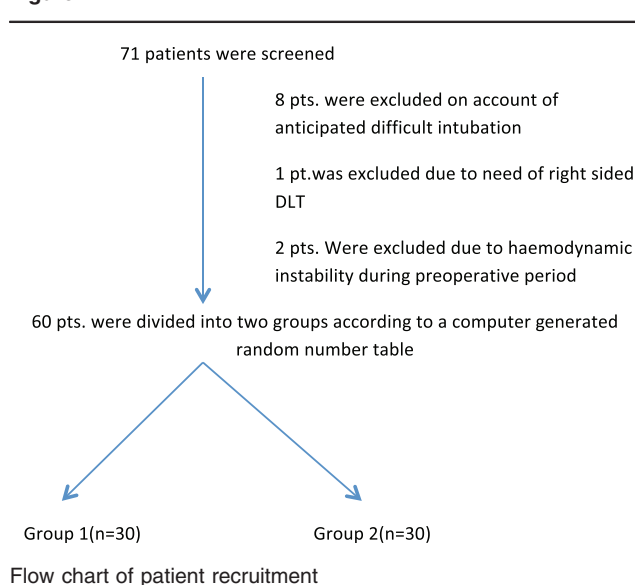 71 patients were screened
8 pts. were excluded on account of
anticipated difficult intubation
1 pt.was excluded due to need of right sided
DLT
2 pts. Were excluded due to haemodynamic
instability during preoperative period
60 pts. were divided into two groups according to a computer generated
random number table
Group 1(n=30)
Group 2(n=30)
Flow chart of patient recruitment